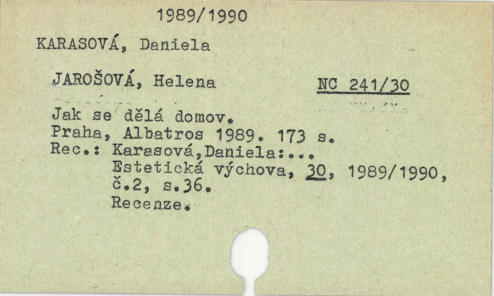 1989/1990
KARASOVÁ, Daniela
JAROŠOVÁ, Helena NC 241/30
Jak se dělá domov.
Praha, Albatros 1989. 173 s.
Rec.: Karasová,Daniela:...
Estetická výchova, 30, 1989/1990,
č.2, s.36.
Recenze.